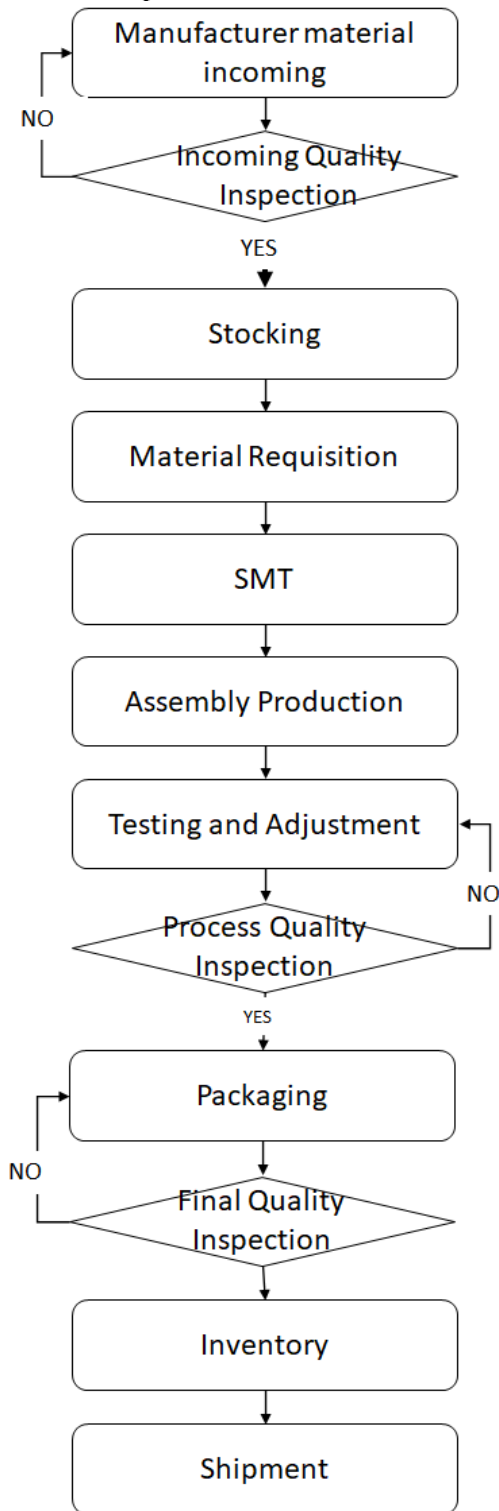 Manufacturer material
incoming
NO
Incoming Quality
Inspection
YES
Stocking
Material Requisition
SMT
Assembly Production
Testing and Adjustment
NO
Process Quality
Inspection
YES
Packaging
NO
Final Quality
Inspection
Inventory
Shipment